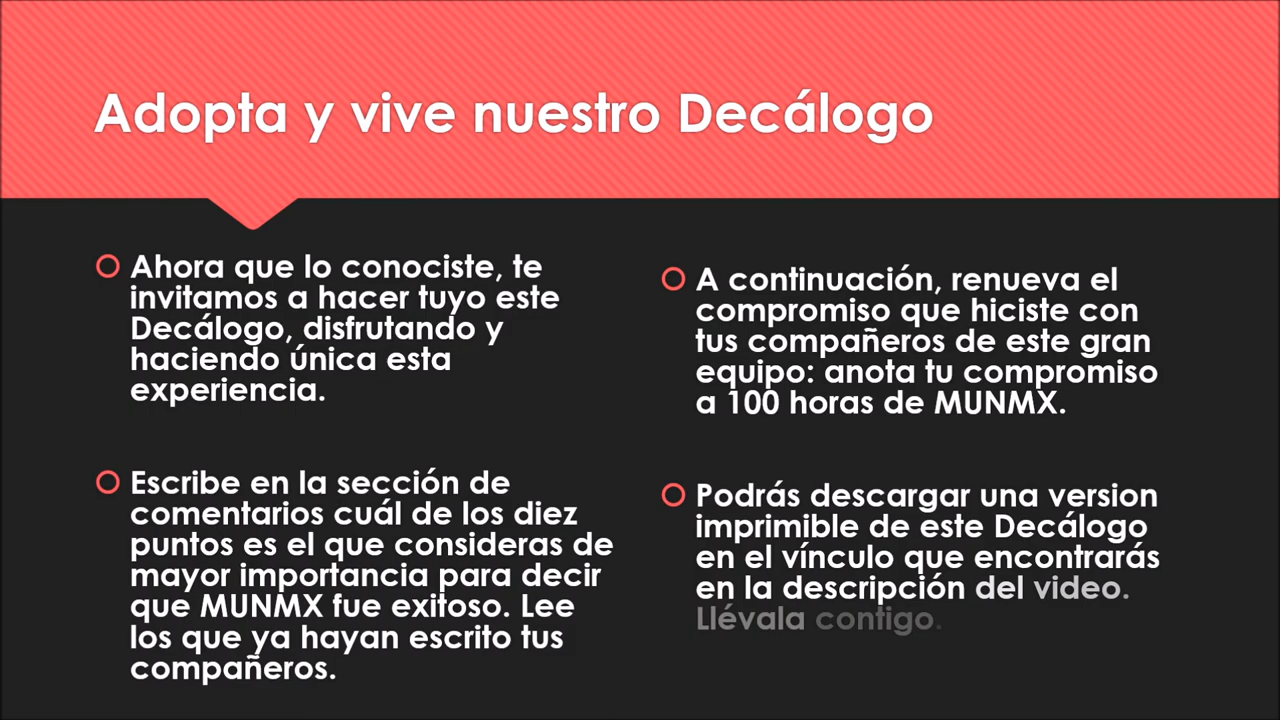 Adopta y vive nuestro Decálogo
Ahora que lo conociste, te
invitamos a hacer tuyo este
Decálogo, disfrutando y
haciendo única esta
experiencia.
Escribe en la sección de
comentarios cuál de los diez
puntos es el que consideras de
mayor importancia para decir
que MUNMX fue exitoso. Lee
los que ya hayan escrito tus
compañeros.
A continuación, renueva el
compromiso que hiciste con
tus compañeros de este gran
equipo: anota tu compromiso
a 100 horas de MUNMX.
Podrás descargar una version
imprimible de este Decálogo
en el vínculo que encontrarás
en la descripción del video.
Llévala contigo.